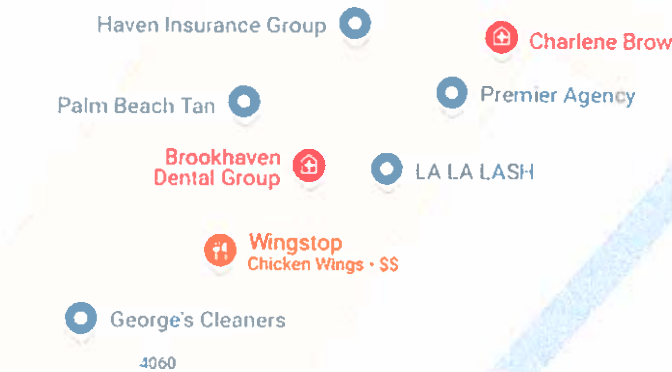 Haven Insurance Group
Charlene Brow
Palm Beach Tan
Premier Agency
Brookhaven
Dental Group
LA LA LASH
Wingstop
Chicken Wings · $$
George's Cleaners
4060